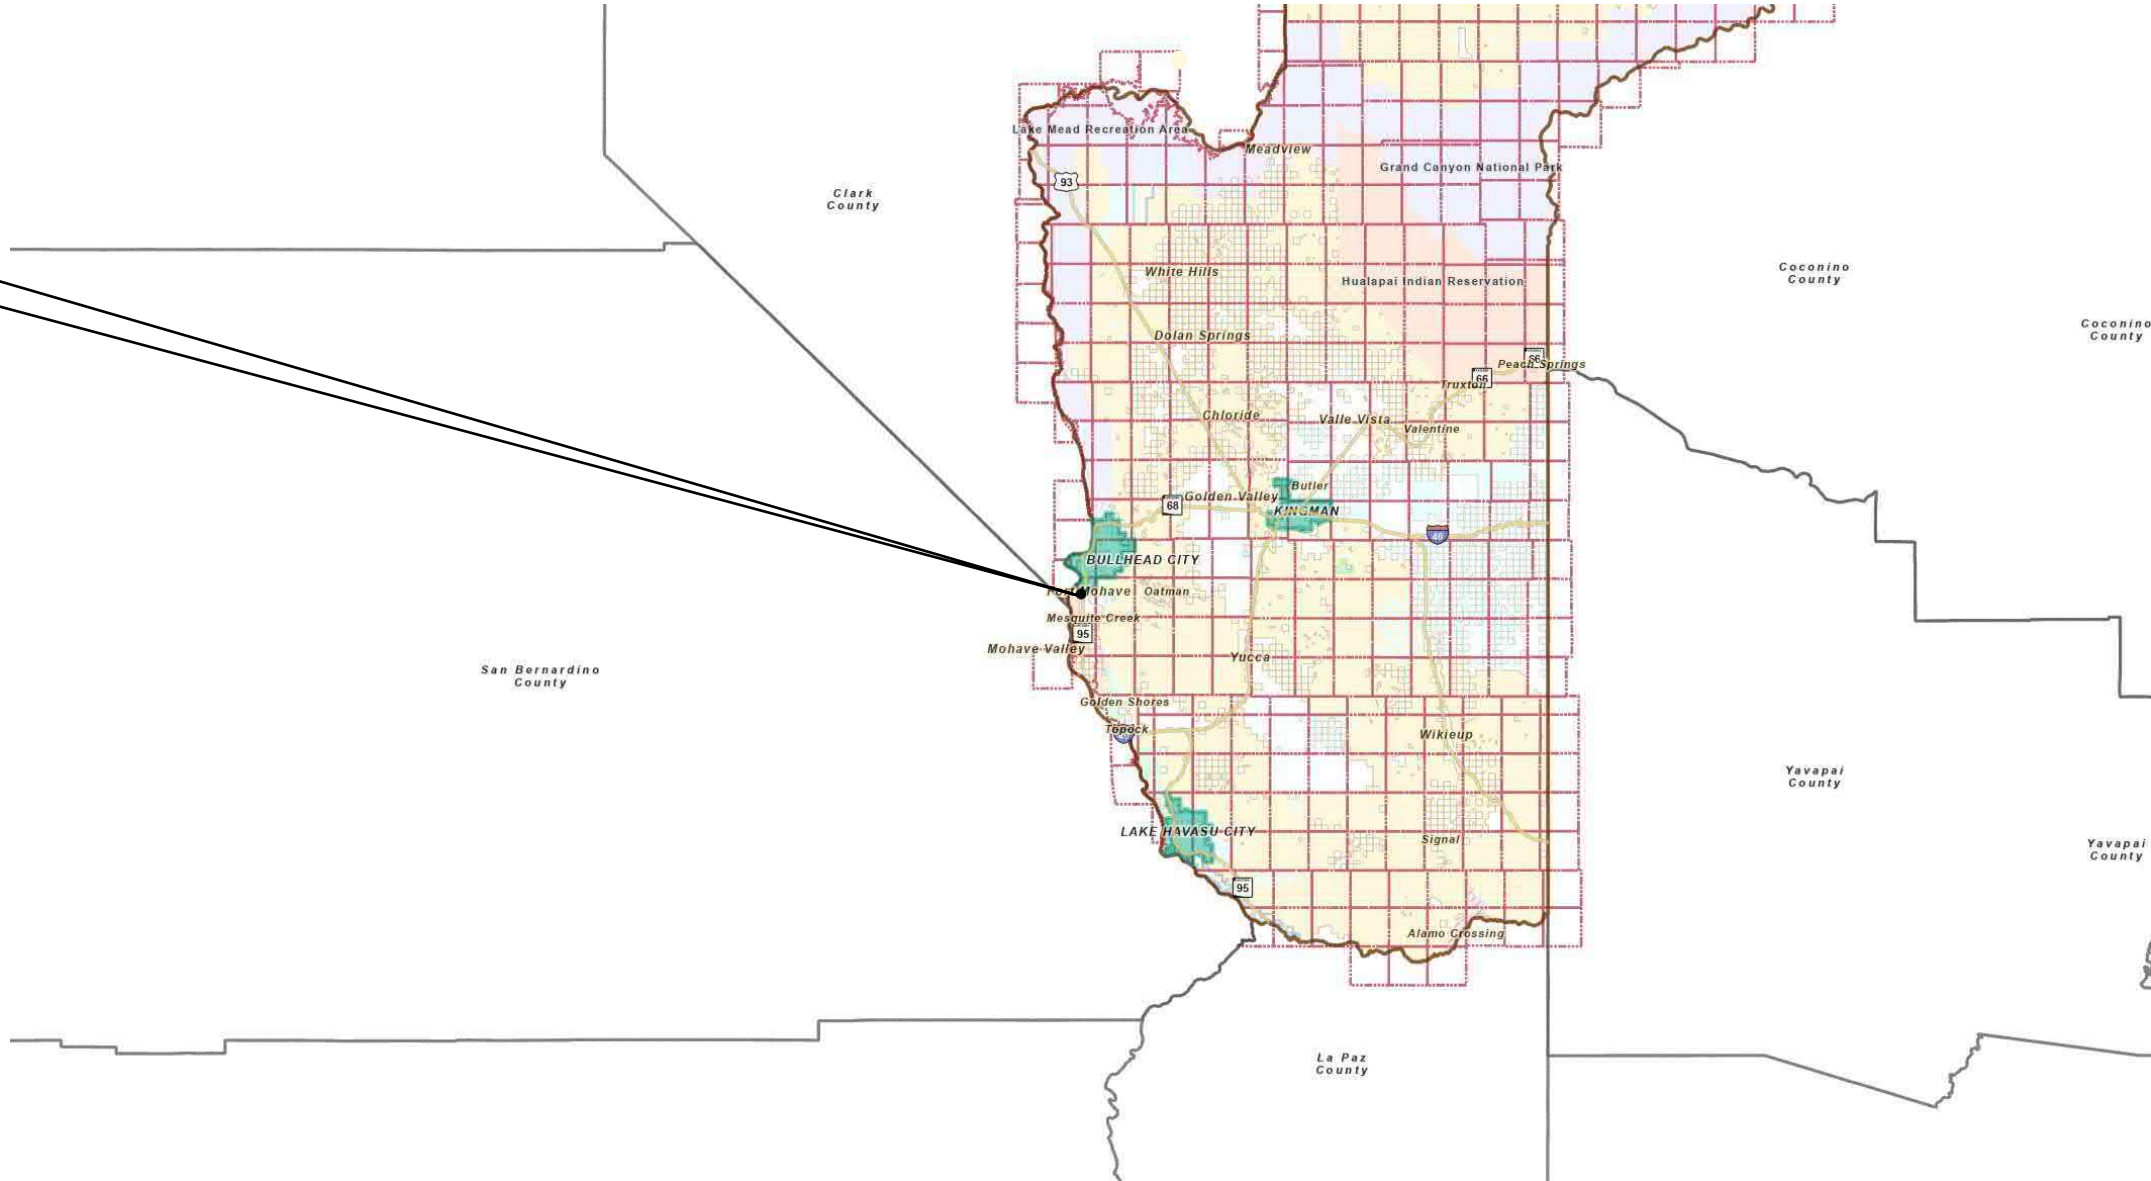 Lake Mead Recreation Area
Meadview
Grand Canyon National Park
93
Clark
County
White Hills
Hualapai Indian Reservation
Coconino
County
Coconino
County
Dolan Springs
66
Peach Springs
66
Truxton
Chloride
Valle Vista
Valentine
Butler
Golden Valley
68
KINGMAN
40
BULLHEAD CITY
Fort Mohave
Oatman
Mesquite Creek
95
Mohave Valley
Yucca
San Bernardino
County
Golden Shores
Topock
Wikieup
Yavapai
County
LAKE HAVASU CITY
Signal
Yavapai
County
95
Alamo Crossing
La Paz
County